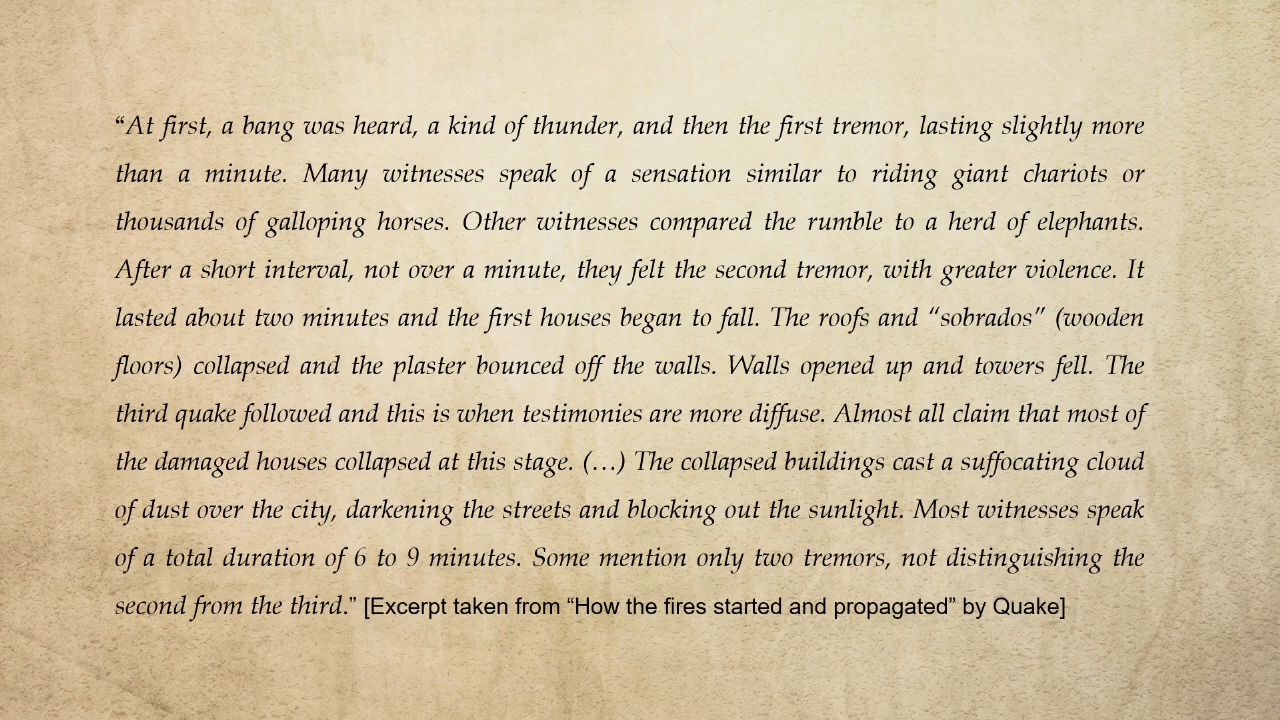 “At first, a bang was heard, a kind of thunder, and then the first tremor, lasting slightly more
than a minute. Many witnesses speak of a sensation similar to riding giant chariots or
thousands of galloping horses. Other witnesses compared the rumble to a herd of elephants.
After a short interval, not over a minute, they felt the second tremor, with greater violence. It
lasted about two minutes and the first houses began to fall. The roofs and “sobrados” (wooden
floors) collapsed and the plaster bounced off the walls. Walls opened up and towers fell. The
third quake followed and this is when testimonies are more diffuse. Almost all claim that most of
the damaged houses collapsed at this stage. (…) The collapsed buildings cast a suffocating cloud
of dust over the city, darkening the streets and blocking out the sunlight. Most witnesses speak
of a total duration of 6 to 9 minutes. Some mention only two tremors, not distinguishing the
second from the third.” [Excerpt taken from “How the fires started and propagated” by Quake]